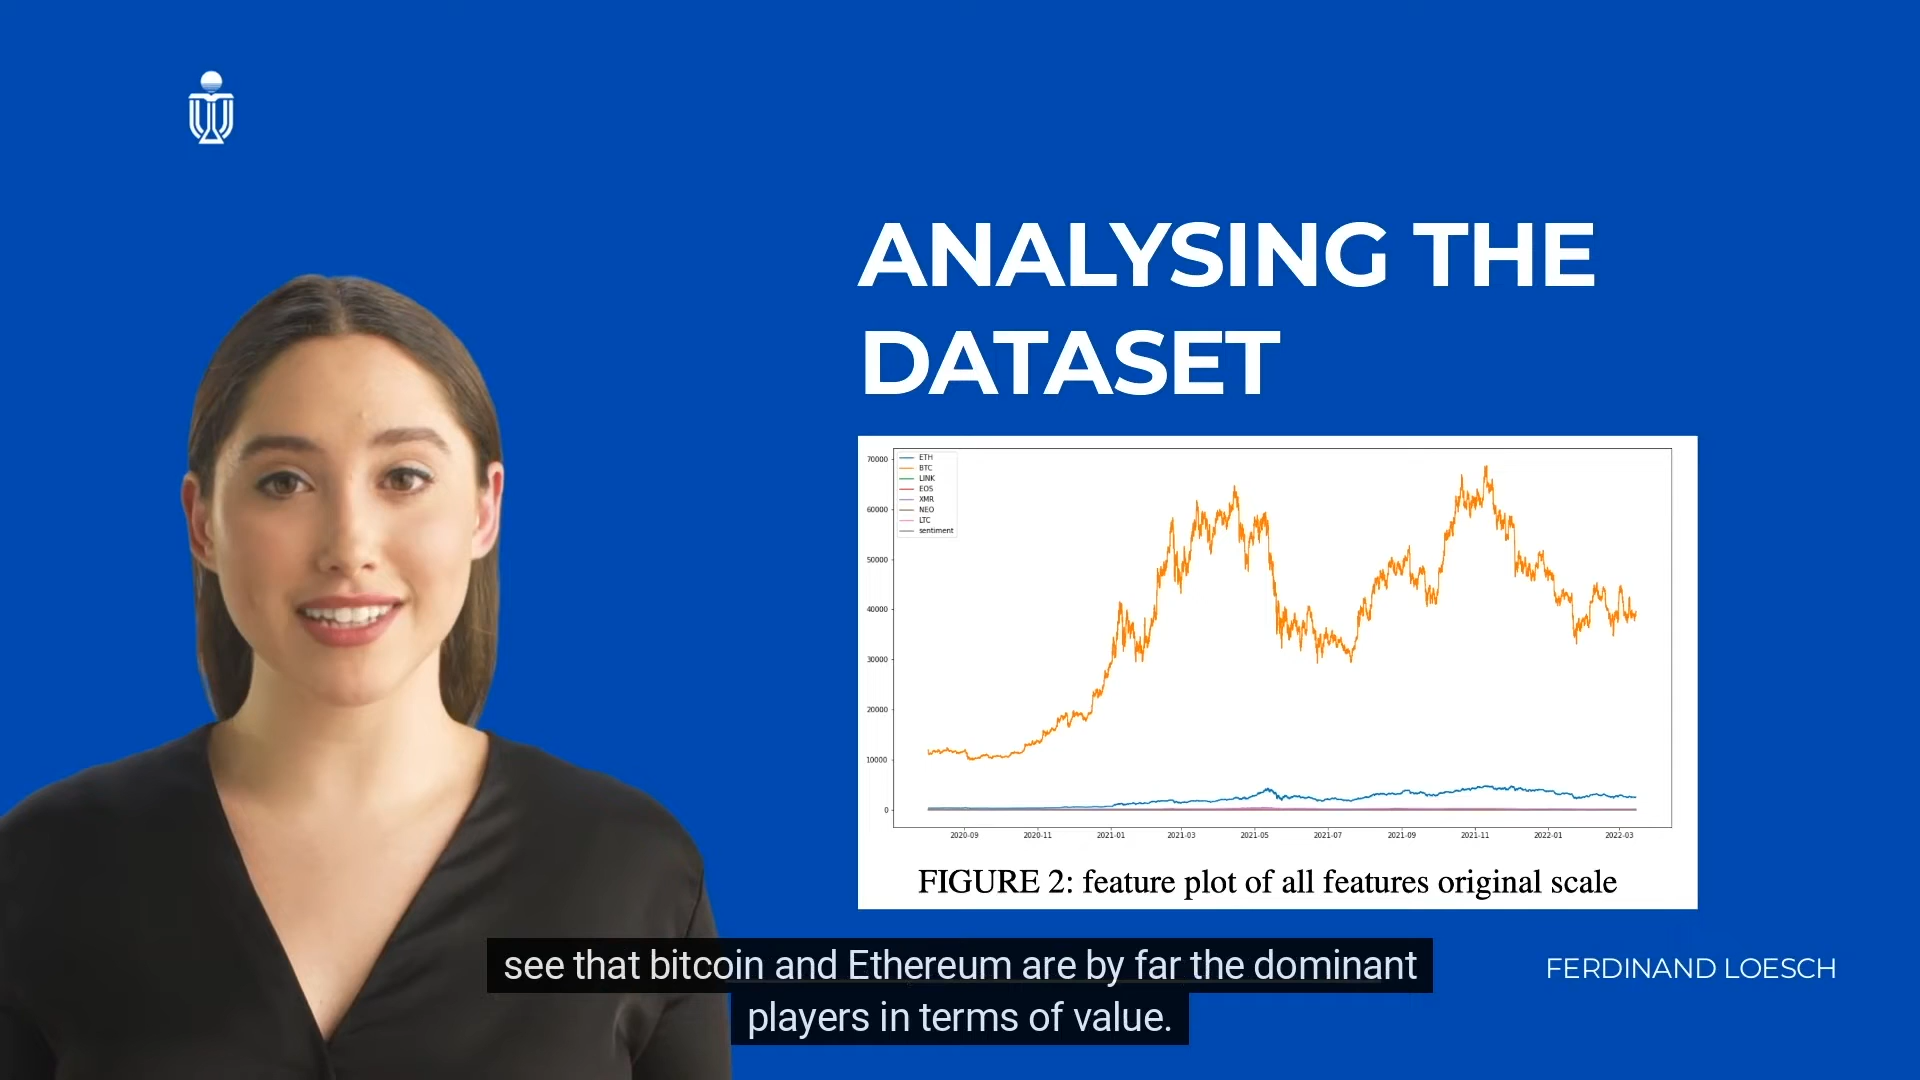 ANALYSING THE
DATASET
70000
60000
50000
40000
30000
20000
10000
0
ETH
BTC
LINK
EOS
XMR
NEO
LTC
sentiment
2020-09 2020-11 2021-01 2021-03 2021-05 2021-07 2021-09 2021-11 2022-01 2022-03
FIGURE 2: feature plot of all features original scale
see that bitcoin and Ethereum are by far the dominant
players in terms of value.
FERDINAND LOESCH